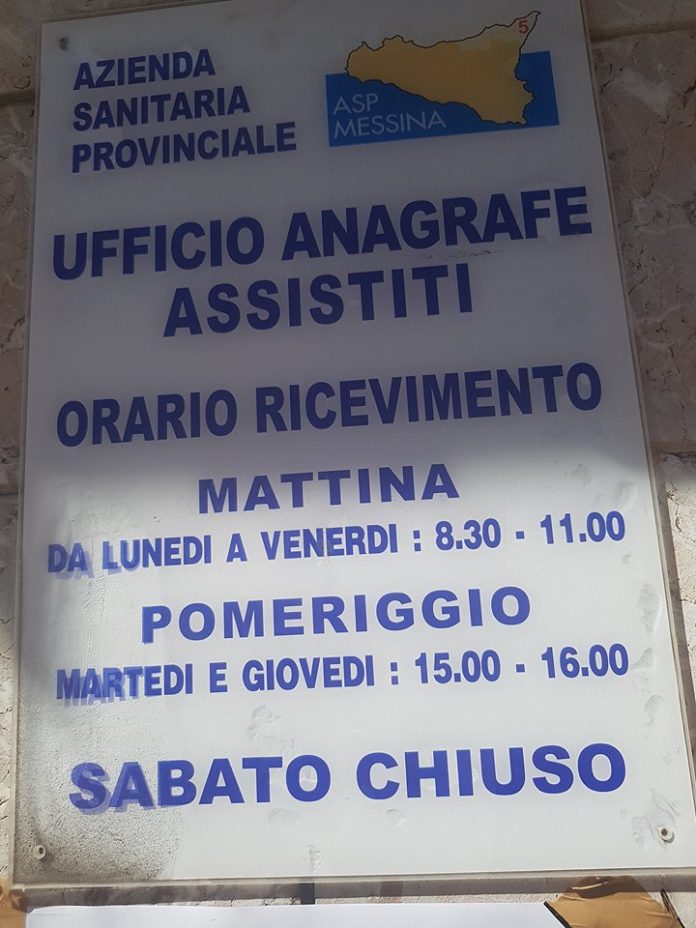 AZIENDA
SANITARIA
PROVINCIALE
5
ASP
MESSINA
UFFICIO ANAGRAFE
ASSISTITI
ORARIO RICEVIMENTO
MATTINA
DA LUNEDI A VENERDI : 8.30 - 11.00
POMERIGGIO
MARTEDI E GIOVEDI : 15.00 - 16.00
SABATO CHIUSO